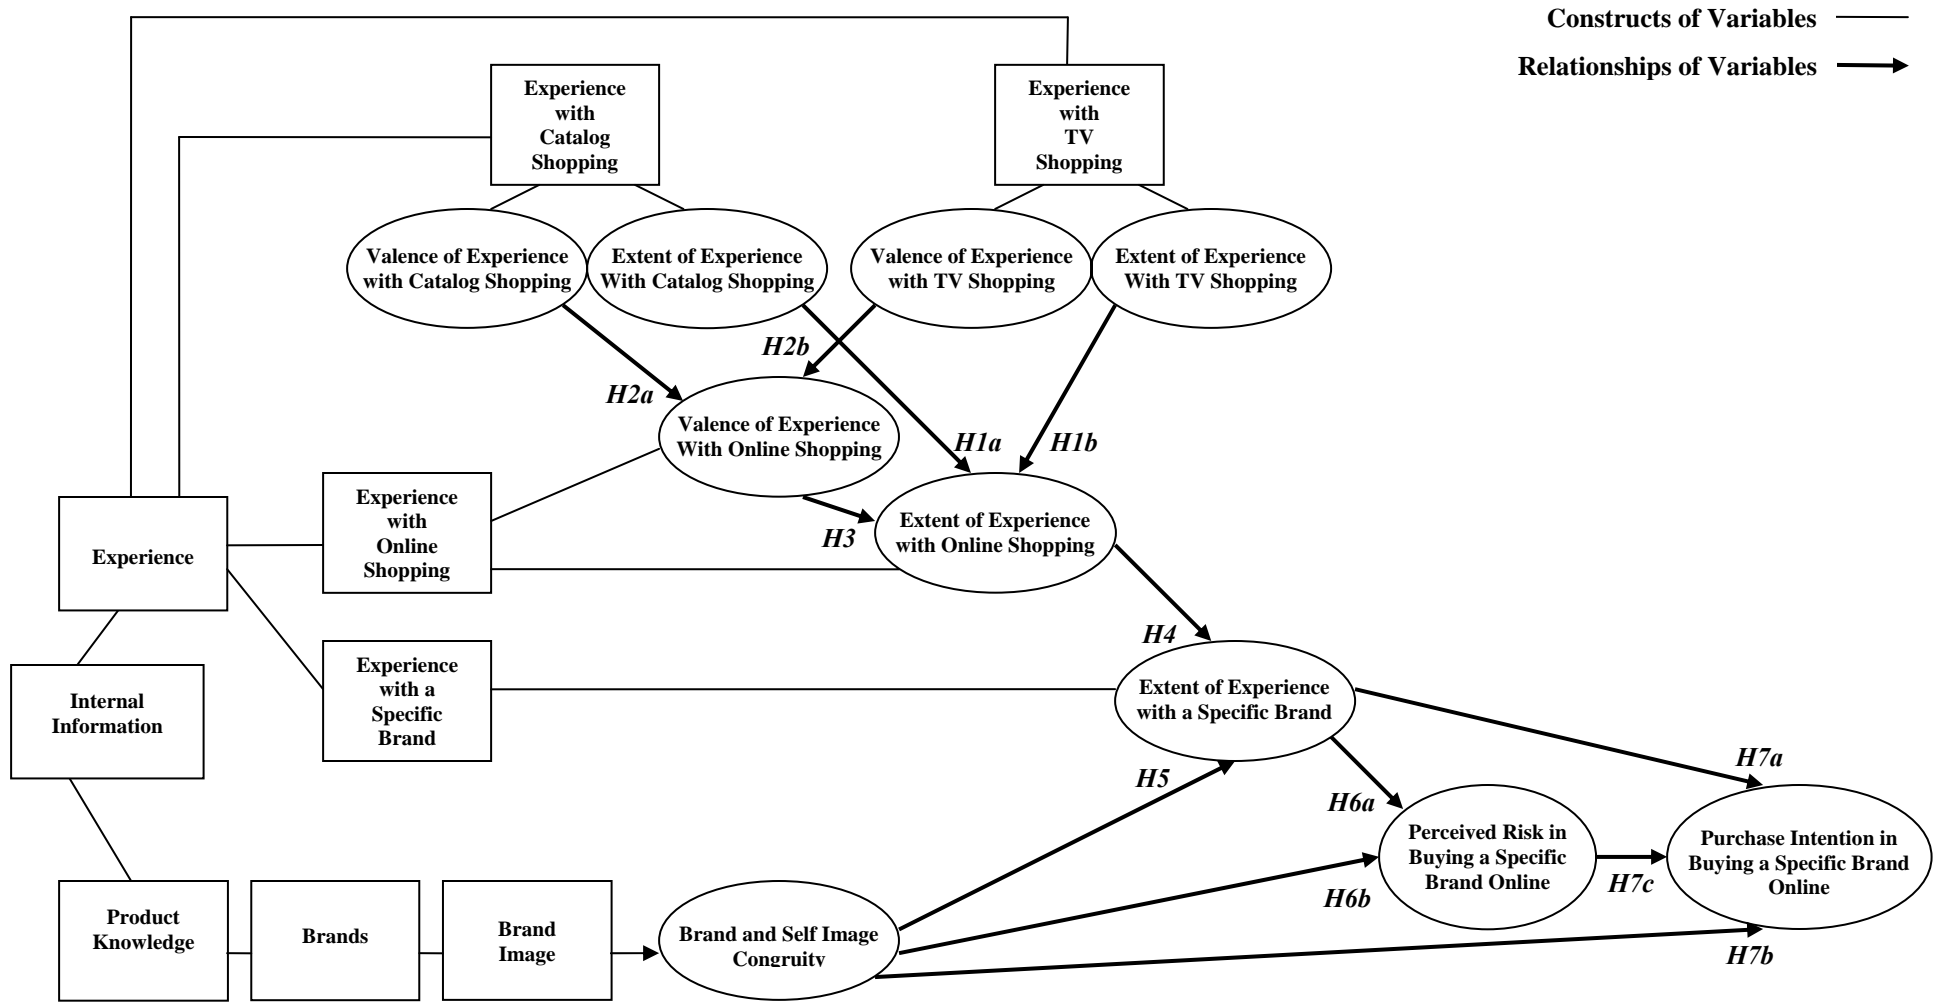 Constructs of Variables
Relationships of Variables
Experience
with
Catalog
Shopping
Experience
with
TV
Shopping
Valence of Experience
with Catalog Shopping
Extent of Experience
With Catalog Shopping
Valence of Experience
with TV Shopping
Extent of Experience
With TV Shopping
H2b
H2a
Valence of Experience
With Online Shopping
H1a
H1b
Experience
with
Online
Shopping
Experience
H3
Extent of Experience
with Online Shopping
H4
Experience
with a
Specific
Brand
Internal
Information
Extent of Experience
with a Specific Brand
H5
H6a
H7a
Perceived Risk in
Buying a Specific
Brand Online
H7c
Purchase Intention in
Buying a Specific Brand
Online
H6b
Product
Knowledge
Brands
Brand
Image
Brand and Self Image
Congruity
H7b